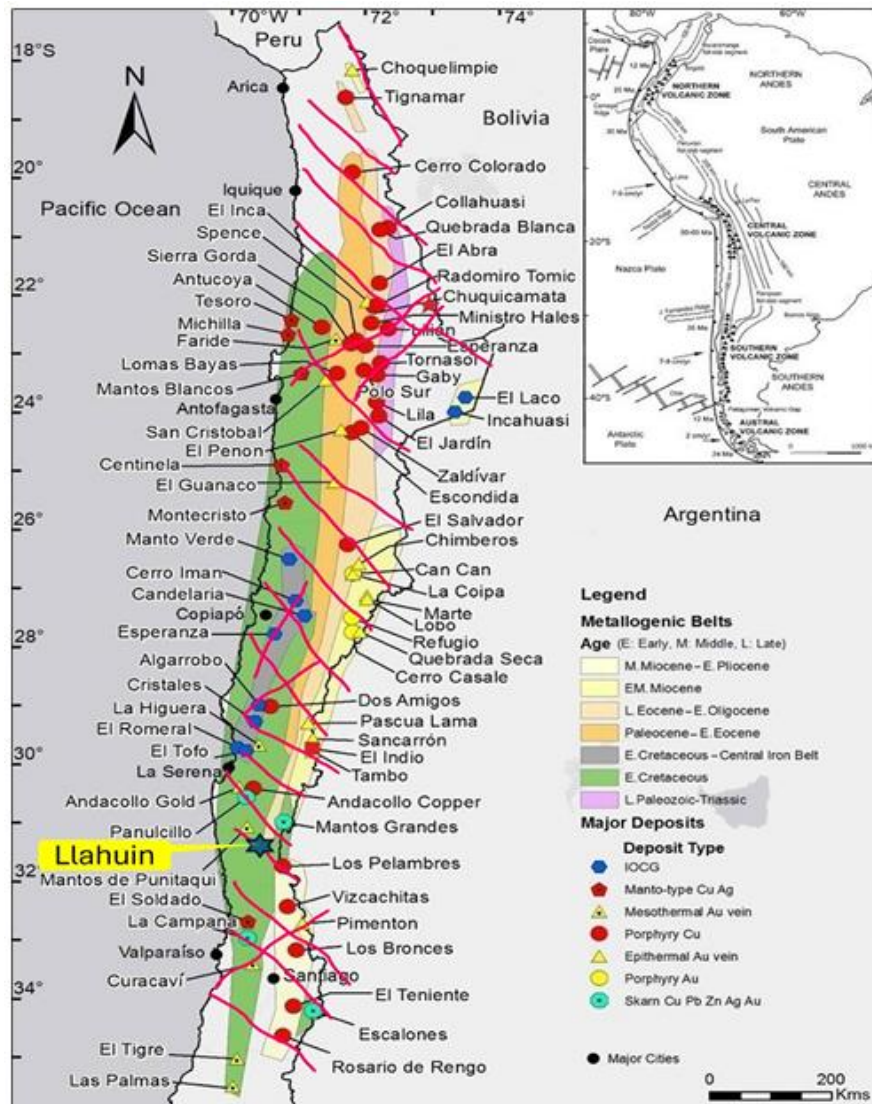 70°W
72°
74°
18°S
20°
22°
24°
26°
28°
30°
32°
34°
N
Peru
Bolivia
Pacific Ocean
Argentina
Arica
Choquelimpie
Tignamar
Cerro Colorado
Iquique
El Inca
Collahuasi
Spence
Quebrada Blanca
Sierra Gorda
El Abra
Antucoya
Radomiro Tomic
Tesoro
Chuquicamata
Michilla
Ministro Hales
Faride
Esperanza
Lomas Bayas
Tornasol
Mantos Blancos
Gaby
Polo Sur
El Laco
Antofagasta
Lila
Incahuasi
San Cristobal
El Jardín
El Penon
Centinela
Zaldívar
El Guanaco
Escondida
Montecristo
El Salvador
Manto Verde
Chimberos
Cerro Iman
Can Can
Candelaria
La Coipa
Copiapó
Marte
Lobo
Esperanza
Refugio
Algarrobo
Quebrada Seca
Cerro Casale
Cristales
Dos Amigos
La Higuera
Pascua Lama
El Romeral
Sancarrón
El Tofo
El Indio
La Serena
Tambo
Andacollo Gold
Andacollo Copper
Panulcillo
Mantos Grandes
Llahuin
Los Pelambres
Mantos de Punitaqui
El Soldado
Vizcachitas
La Campana
Pimenton
Valparaíso
Los Bronces
Curacaví
Santiago
El Teniente
Escalones
El Tigre
Rosario de Rengo
Las Palmas
80°W
60°W
Cocos
Plate
NORTHERN
ANDES
NORTHERN
VOLCANIC ZONE
South American
Plate
CENTRAL
ANDES
CENTRAL
VOLCANIC ZONE
Nazca Plate
SOUTHERN
VOLCANIC ZONE
SOUTHERN
ANDES
AUSTRAL
VOLCANIC ZONE
Antarctic
Plate
Legend
Metallogenic Belts
Age (E: Early, M: Middle, L: Late)
M. Miocene - E. Pliocene
EM. Miocene
L. Eocene - E. Oligocene
Paleocene - E. Eocene
E. Cretaceous - Central Iron Belt
E. Cretaceous
L. Paleozoic-Triassic
Major Deposits
Deposit Type
IOCG
Manto-type Cu Ag
Mesothermal Au vein
Porphyry Cu
Epithermal Au vein
Porphyry Au
Skarn Cu Pb Zn Ag Au
Major Cities
0
200
Kms